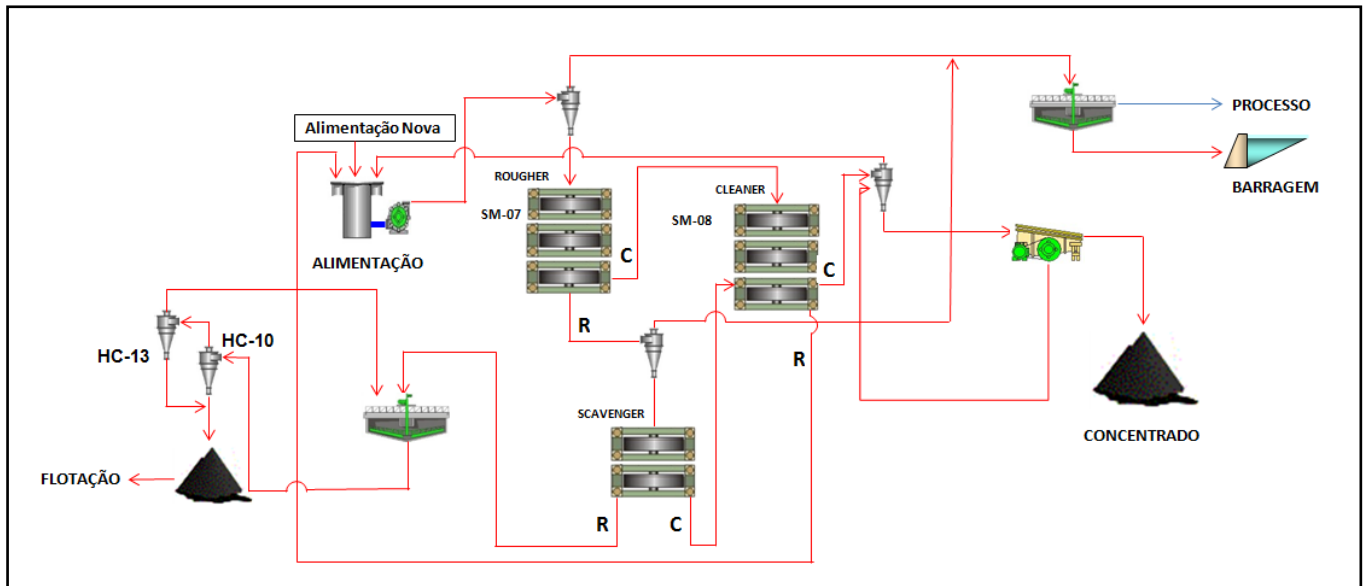 PROCESSO
Alimentação Nova
ROUGHER
CLEANER
BARRAGEM
SM-07
SM-08
C
C
ALIMENTAÇÃO
R
HC-10
HC-13
R
SCAVENGER
CONCENTRADO
FLOTAÇÃO
R
C